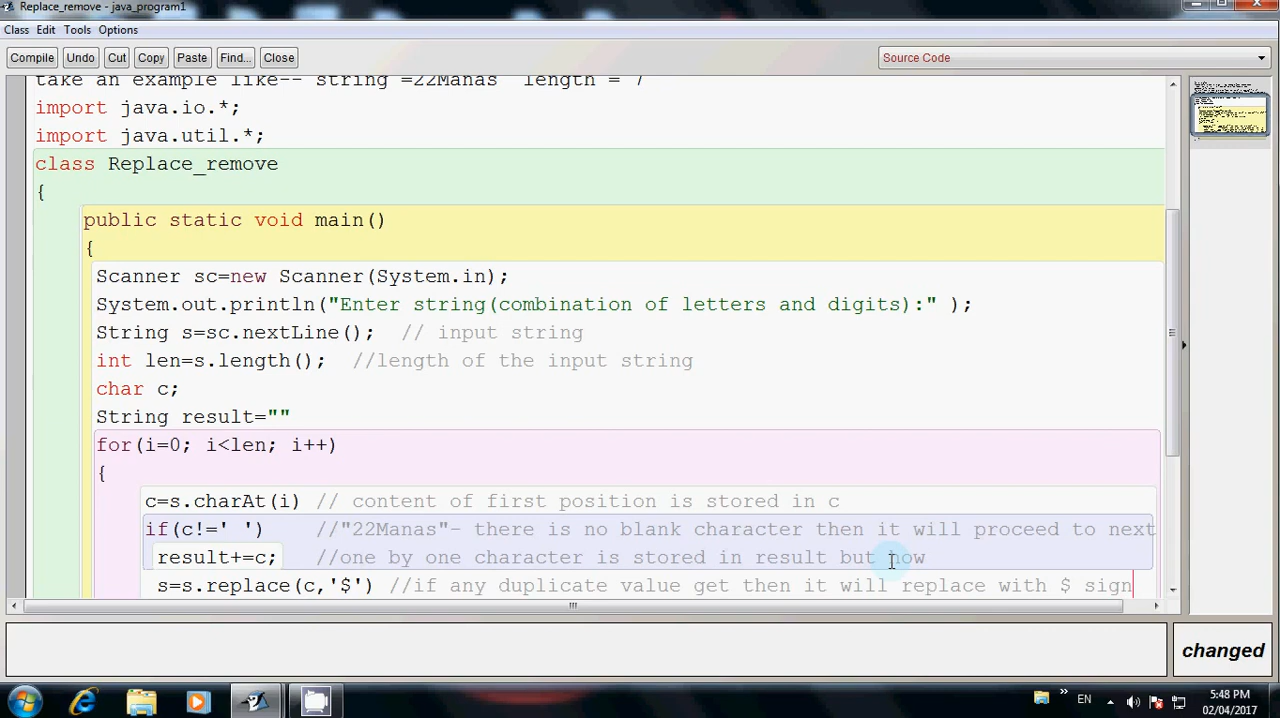 Replace_remove - java_program1
Class Edit Tools Options
Compile Undo Cut Copy Paste Find... Close Source Code
take an example like-- string =22Manas length = 7
import java.io.*;
import java.util.*;
class Replace_remove
{
public static void main()
{
Scanner sc=new Scanner(System.in);
System.out.println("Enter string(combination of letters and digits):" );
String s=sc.nextLine(); // input string
int len=s.length(); //length of the input string
char c;
String result=""
for(i=0; i<len; i++)
{
c=s.charAt(i) // content of first position is stored in c
if(c!=' ') //"22Manas"- there is no blank character then it will proceed to next
result+=c; //one by one character is stored in result but how
s=s.replace(c,'$') //if any duplicate value get then it will replace with $ sign
changed
EN
5:48 PM
02/04/2017